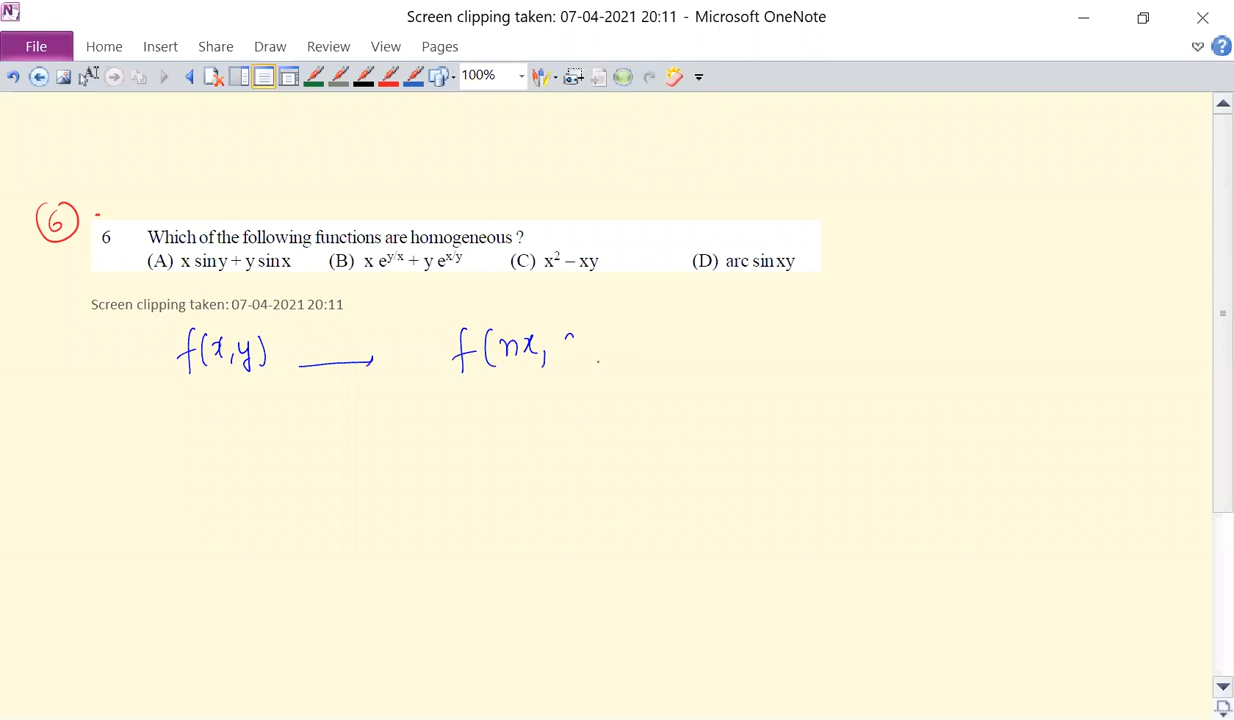 Screen clipping taken: 07-04-2021 20:11 - Microsoft OneNote
File Home Insert Share Draw Review View Pages
100%
6
6 Which of the following functions are homogeneous ?
(A) x sin y + y sin x (B) x e^{y/x} + y e^{x/y} (C) x² – xy (D) arc sin xy
Screen clipping taken: 07-04-2021 20:11
f(x,y) → f(nx,